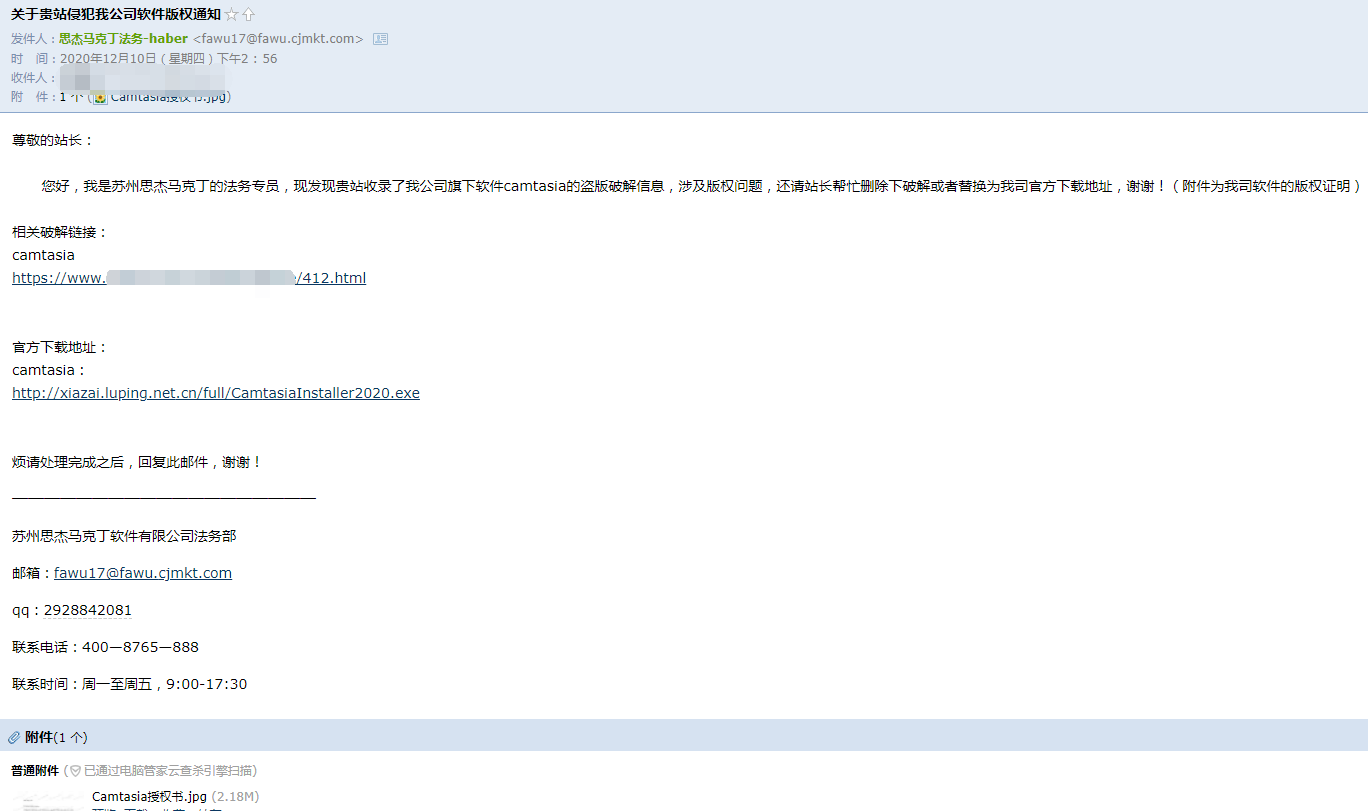 关于贵站侵犯我公司软件版权通知
发件人：思杰马克丁法务-haber <fawu17@fawu.cjmkt.com>
时 间：2020年12月10日（星期四）下午2：56
收件人：
附 件：1 个 (Camtasia授权书.jpg)
尊敬的站长：
您好，我是苏州思杰马克丁的法务专员，现发现贵站收录了我公司旗下软件camtasia的盗版破解信息，涉及版权问题，还请站长帮忙删除下破解或者替换为我司官方下载地址，谢谢！（附件为我司软件的版权证明）
相关破解链接：
camtasia
https://www. /412.html
官方下载地址：
camtasia：
http://xiazai.luping.net.cn/full/CamtasiaInstaller2020.exe
烦请处理完成之后，回复此邮件，谢谢！
苏州思杰马克丁软件有限公司法务部
邮箱：fawu17@fawu.cjmkt.com
qq：2928842081
联系电话：400—8765—888
联系时间：周一至周五，9:00-17:30
附件(1 个)
普通附件 (已通过电脑管家云查杀引擎扫描)
Camtasia授权书.jpg (2.18M)